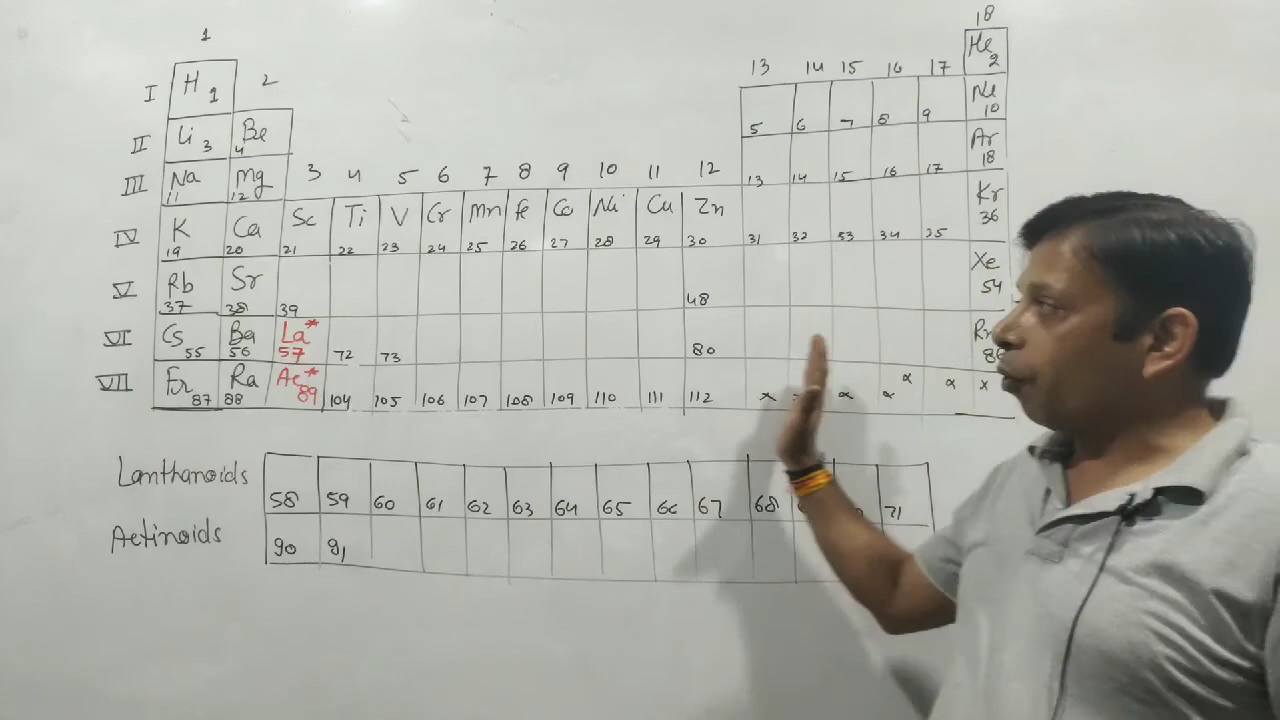 1 18
I H 1 2 13 14 15 16 17 He 2
II Li 3 Be 4 5 6 7 8 9 Ne 10
III Na 11 Mg 12 3 4 5 6 7 8 9 10 11 12 13 14 15 16 17 Ar 18
IV K 19 Ca 20 Sc 21 Ti 22 V 23 Cr 24 Mn 25 Fe 26 Co 27 Ni 28 Cu 29 Zn 30 31 32 53 34 35 Kr 36
V Rb 37 Sr 38 39 48 Xe 54
VI Cs 55 Ba 56 La* 57 72 73 80 Rn
VII Fr 87 Ra 88 Ac* 89 104 105 106 107 108 109 110 111 112 x x x x x x
Lanthanoids 58 59 60 61 62 63 64 65 66 67 68 71
Actinoids 90 91